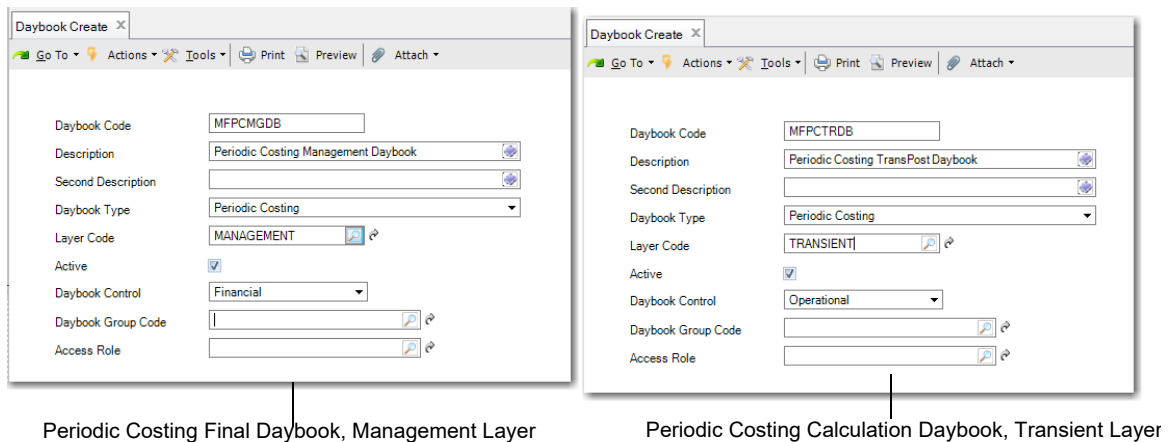 Daybook Create
Go To Actions Tools Print Preview Attach
Daybook Code MFPCMGDB
Description Periodic Costing Management Daybook
Second Description
Daybook Type Periodic Costing
Layer Code MANAGEMENT
Active
Daybook Control Financial
Daybook Group Code
Access Role
Periodic Costing Final Daybook, Management Layer
Daybook Create
Go To Actions Tools Print Preview Attach
Daybook Code MFPCTRDB
Description Periodic Costing TransPost Daybook
Second Description
Daybook Type Periodic Costing
Layer Code TRANSIENT
Active
Daybook Control Operational
Daybook Group Code
Access Role
Periodic Costing Calculation Daybook, Transient Layer